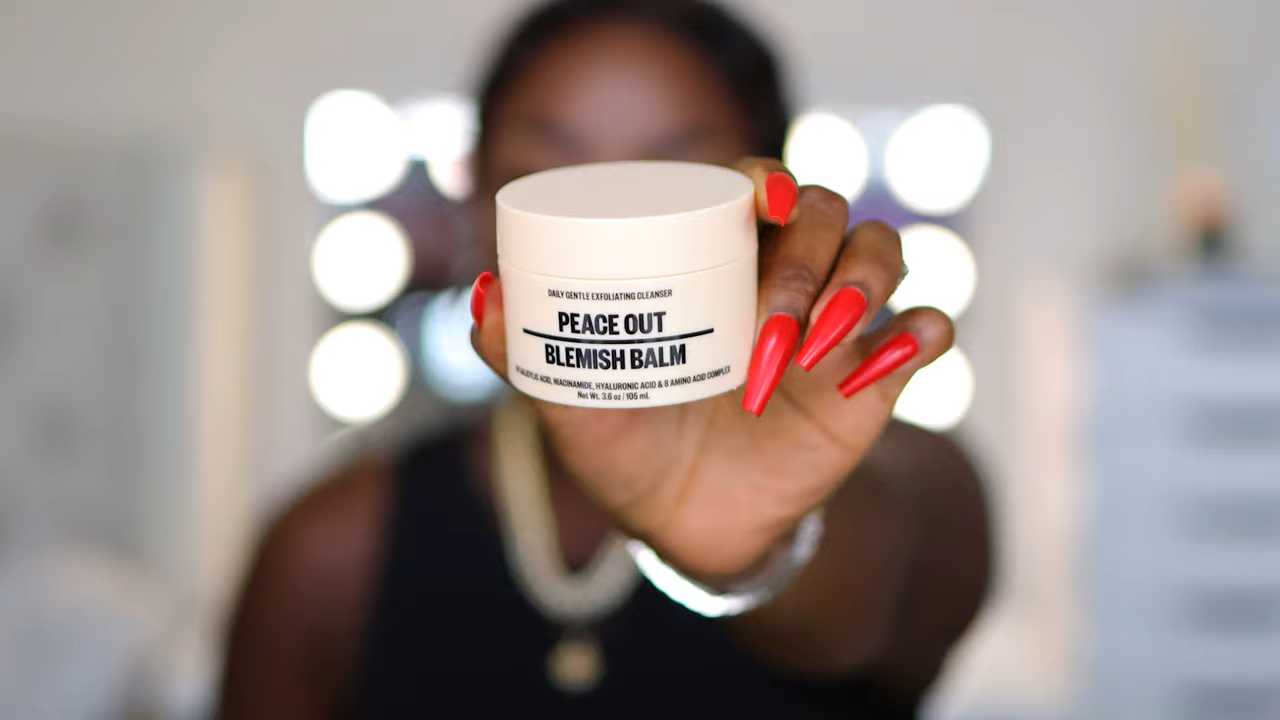 DAILY GENTLE EXFOLIATING CLEANSER
PEACE OUT
BLEMISH BALM
SALICYLIC ACID, NIACINAMIDE, HYALURONIC ACID & 8 AMINO ACID COMPLEX
Net Wt. 3.6 oz / 105 mL